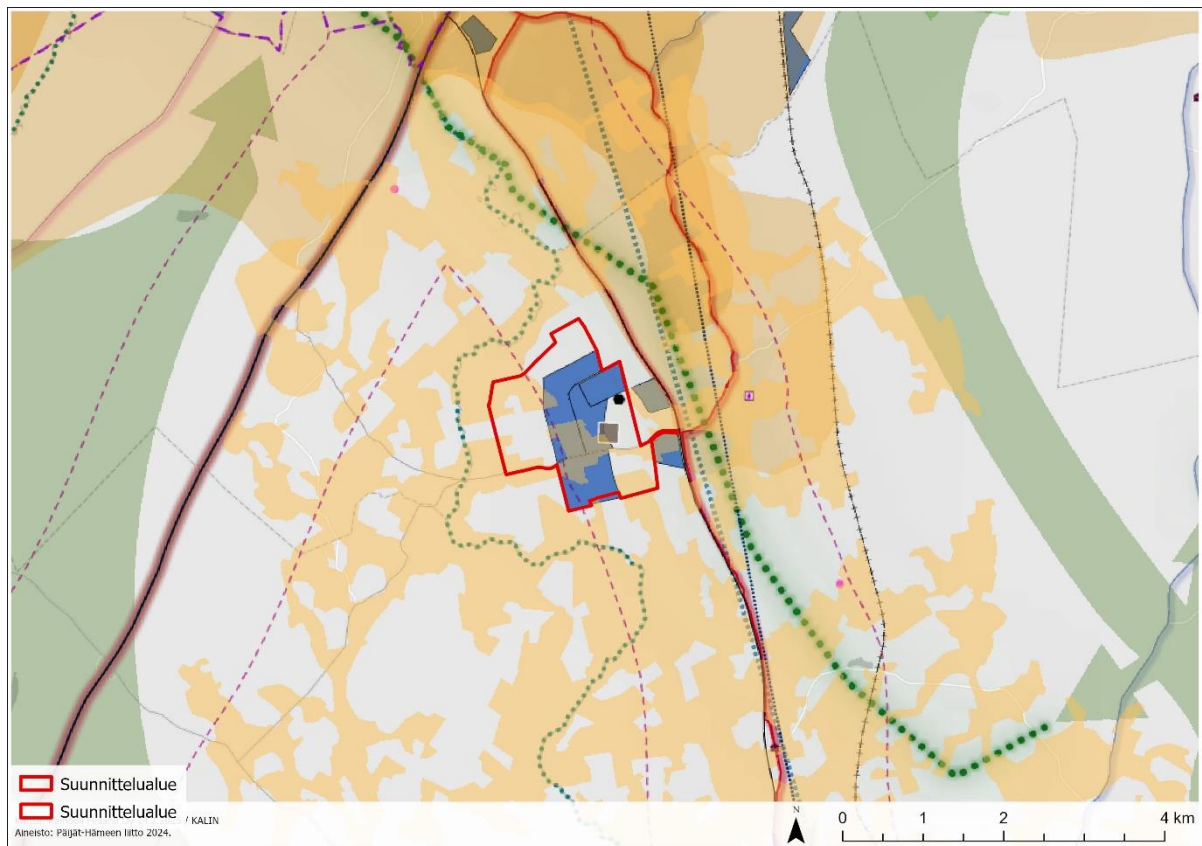 Suunnittelualue
Suunnittelualue
/ KALIN
Aineisto: Päijät-Hämeen liitto 2024.
N
0 1 2 4 km